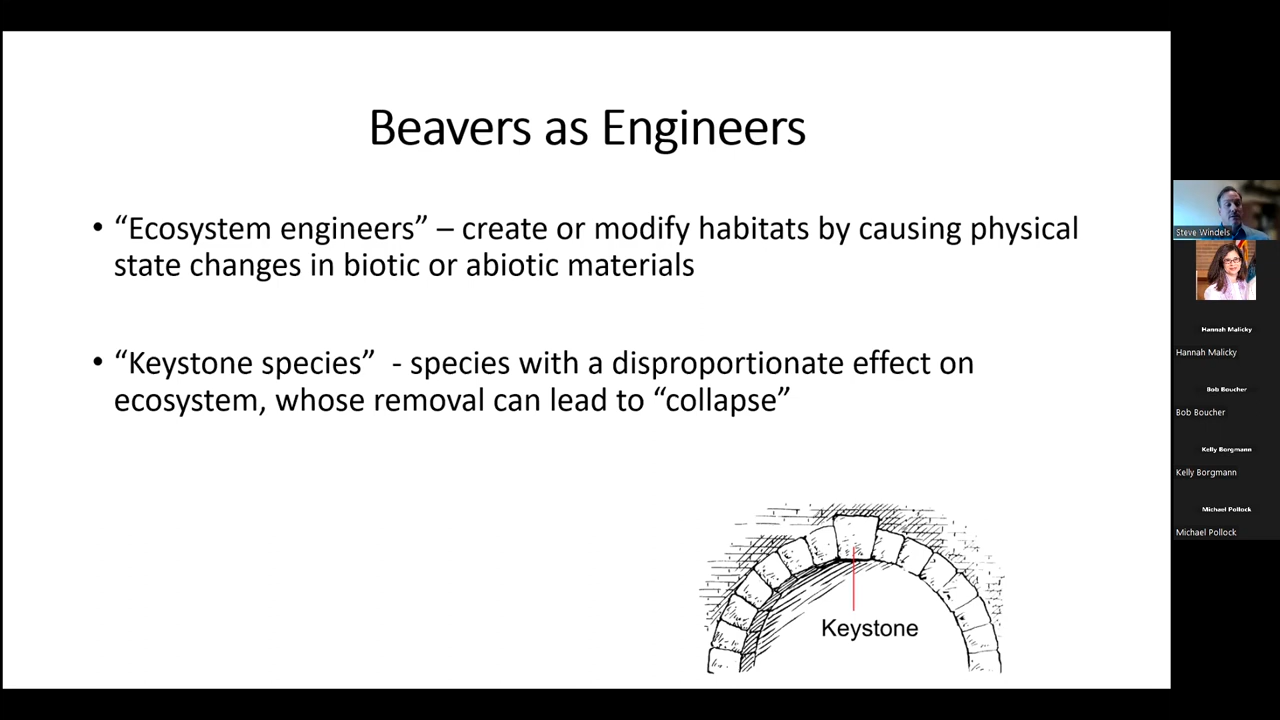 Beavers as Engineers
• “Ecosystem engineers” – create or modify habitats by causing physical
state changes in biotic or abiotic materials
• “Keystone species”  - species with a disproportionate effect on
ecosystem, whose removal can lead to “collapse”
Keystone
Steve Windels
Hannah Malicky
Hannah Malicky
Bob Boucher
Bob Boucher
Kelly Borgmann
Kelly Borgmann
Michael Pollock
Michael Pollock